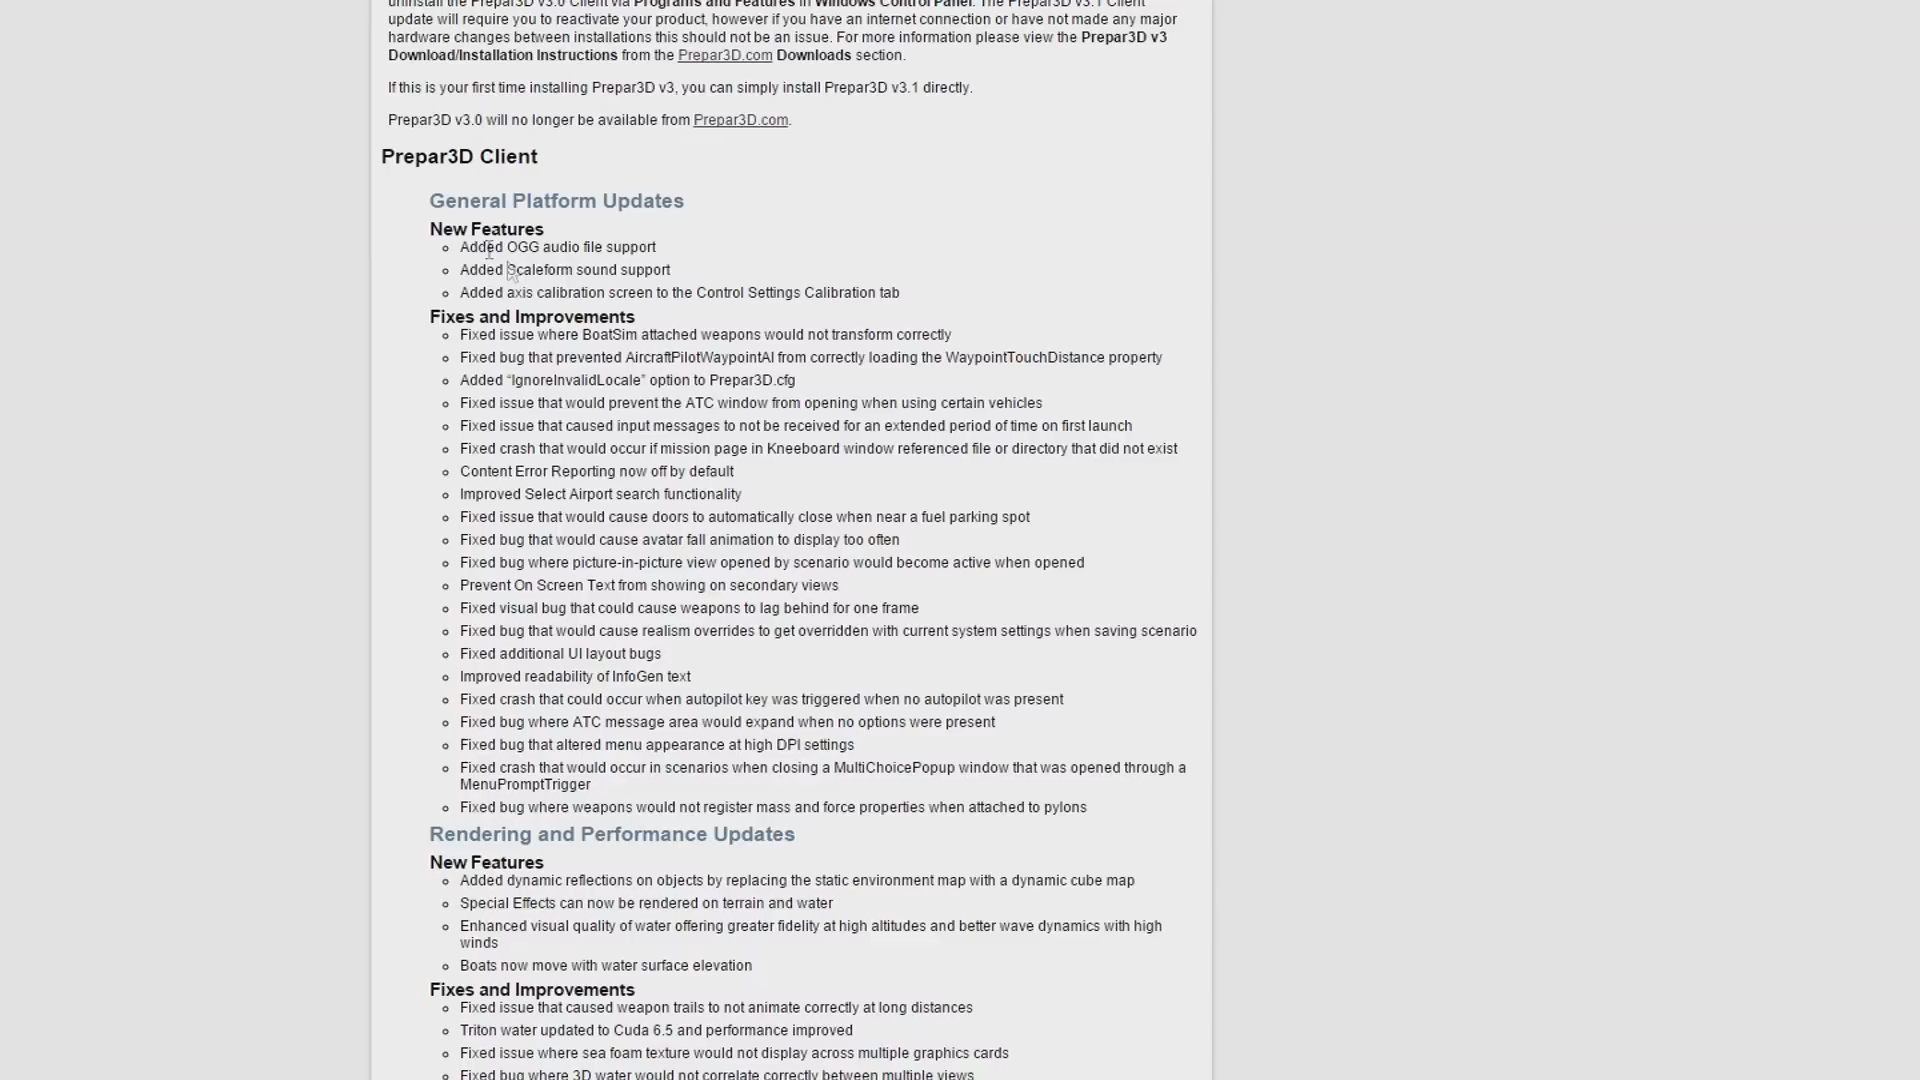 uninstall the Prepar3D v3.0 Client via Programs and Features in Windows Control Panel. The Prepar3D v3.1 Client
update will require you to reactivate your product, however if you have an internet connection or have not made any major
hardware changes between installations this should not be an issue. For more information please view the Prepar3D v3
Download/Installation Instructions from the Prepar3D.com Downloads section.
If this is your first time installing Prepar3D v3, you can simply install Prepar3D v3.1 directly.
Prepar3D v3.0 will no longer be available from Prepar3D.com.
Prepar3D Client
General Platform Updates
New Features
Added OGG audio file support
Added Scaleform sound support
Added axis calibration screen to the Control Settings Calibration tab
Fixes and Improvements
Fixed issue where BoatSim attached weapons would not transform correctly
Fixed bug that prevented AircraftPilotWaypointAI from correctly loading the WaypointTouchDistance property
Added “IgnoreInvalidLocale” option to Prepar3D.cfg
Fixed issue that would prevent the ATC window from opening when using certain vehicles
Fixed issue that caused input messages to not be received for an extended period of time on first launch
Fixed crash that would occur if mission page in Kneeboard window referenced file or directory that did not exist
Content Error Reporting now off by default
Improved Select Airport search functionality
Fixed issue that would cause doors to automatically close when near a fuel parking spot
Fixed bug that would cause avatar fall animation to display too often
Fixed bug where picture-in-picture view opened by scenario would become active when opened
Prevent On Screen Text from showing on secondary views
Fixed visual bug that could cause weapons to lag behind for one frame
Fixed bug that would cause realism overrides to get overridden with current system settings when saving scenario
Fixed additional UI layout bugs
Improved readability of InfoGen text
Fixed crash that could occur when autopilot key was triggered when no autopilot was present
Fixed bug where ATC message area would expand when no options were present
Fixed bug that altered menu appearance at high DPI settings
Fixed crash that would occur in scenarios when closing a MultiChoicePopup window that was opened through a
MenuPromptTrigger
Fixed bug where weapons would not register mass and force properties when attached to pylons
Rendering and Performance Updates
New Features
Added dynamic reflections on objects by replacing the static environment map with a dynamic cube map
Special Effects can now be rendered on terrain and water
Enhanced visual quality of water offering greater fidelity at high altitudes and better wave dynamics with high
winds
Boats now move with water surface elevation
Fixes and Improvements
Fixed issue that caused weapon trails to not animate correctly at long distances
Triton water updated to Cuda 6.5 and performance improved
Fixed issue where sea foam texture would not display across multiple graphics cards
Fixed bug where 3D water would not correlate correctly between multiple views